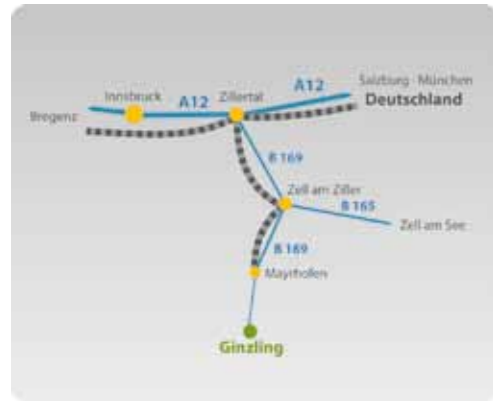 Salzburg · München
Deutschland
A12
Innsbruck
A12
Zillertal
Bregenz
B 169
Zell am Ziller
B 165
Zell am See
B 169
Mayrhofen
Ginzling